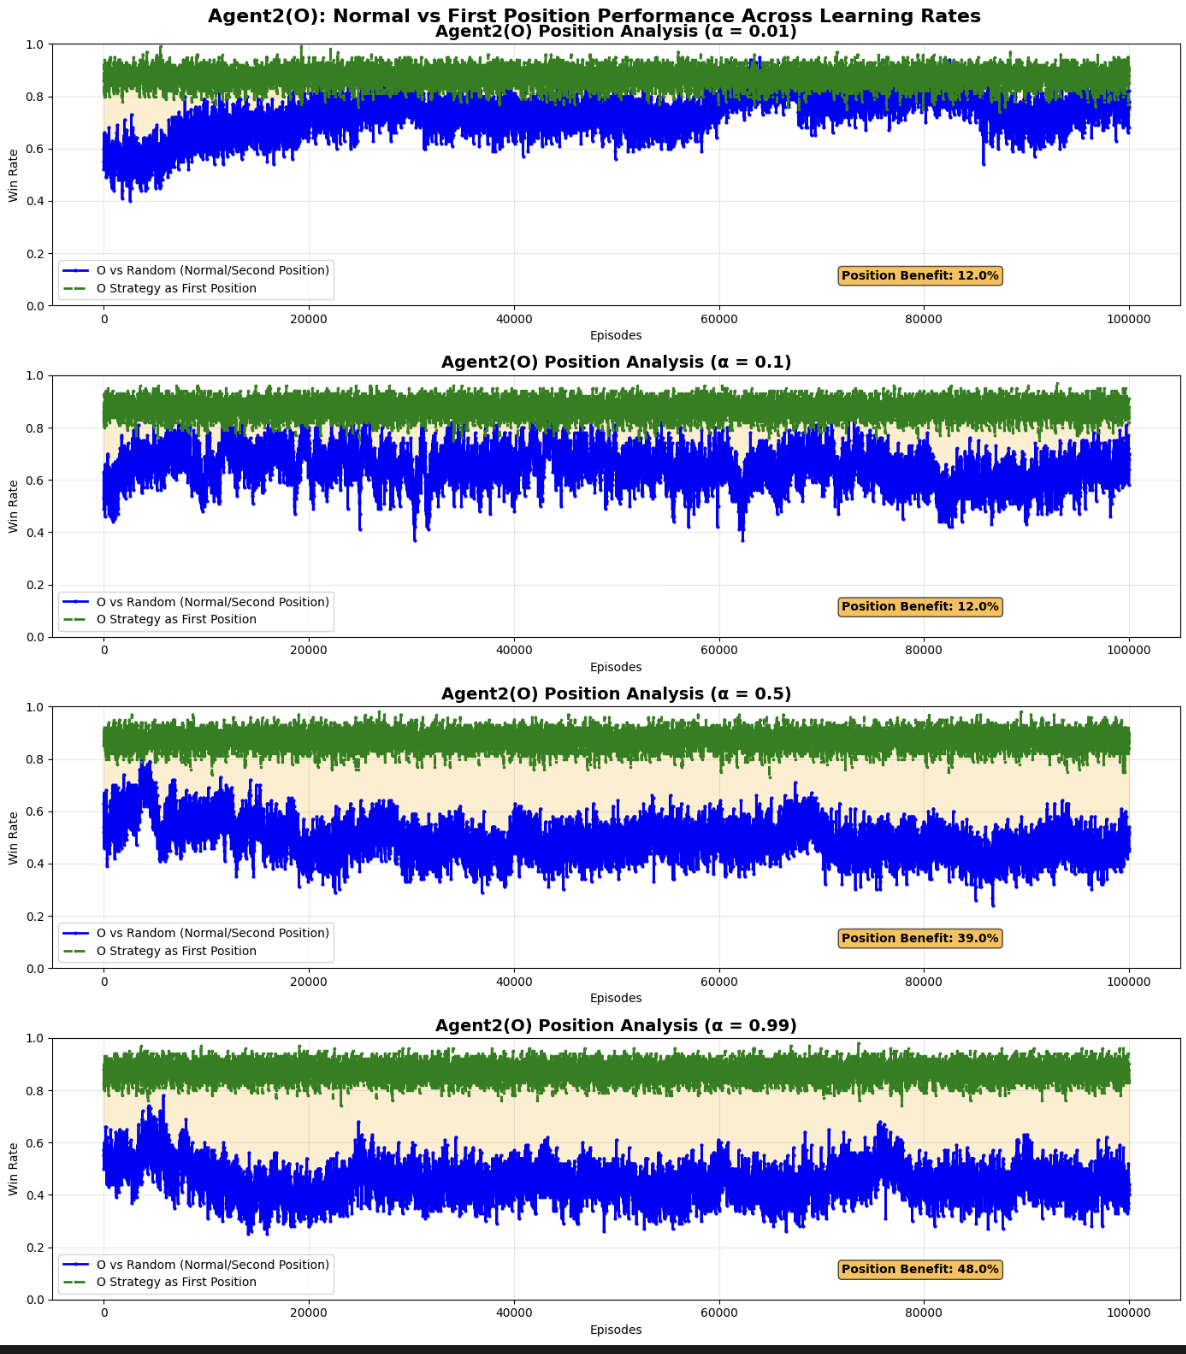 Agent2(O): Normal vs First Position Performance Across Learning Rates
Agent2(O) Position Analysis (α = 0.01)
1.0
0.8
0.6
0.4
0.2
0.0
Win Rate
O vs Random (Normal/Second Position)
O Strategy as First Position
Position Benefit: 12.0%
0 20000 40000 60000 80000 100000
Episodes
Agent2(O) Position Analysis (α = 0.1)
1.0
0.8
0.6
0.4
0.2
0.0
Win Rate
O vs Random (Normal/Second Position)
O Strategy as First Position
Position Benefit: 12.0%
0 20000 40000 60000 80000 100000
Episodes
Agent2(O) Position Analysis (α = 0.5)
1.0
0.8
0.6
0.4
0.2
0.0
Win Rate
O vs Random (Normal/Second Position)
O Strategy as First Position
Position Benefit: 39.0%
0 20000 40000 60000 80000 100000
Episodes
Agent2(O) Position Analysis (α = 0.99)
1.0
0.8
0.6
0.4
0.2
0.0
Win Rate
O vs Random (Normal/Second Position)
O Strategy as First Position
Position Benefit: 48.0%
0 20000 40000 60000 80000 100000
Episodes